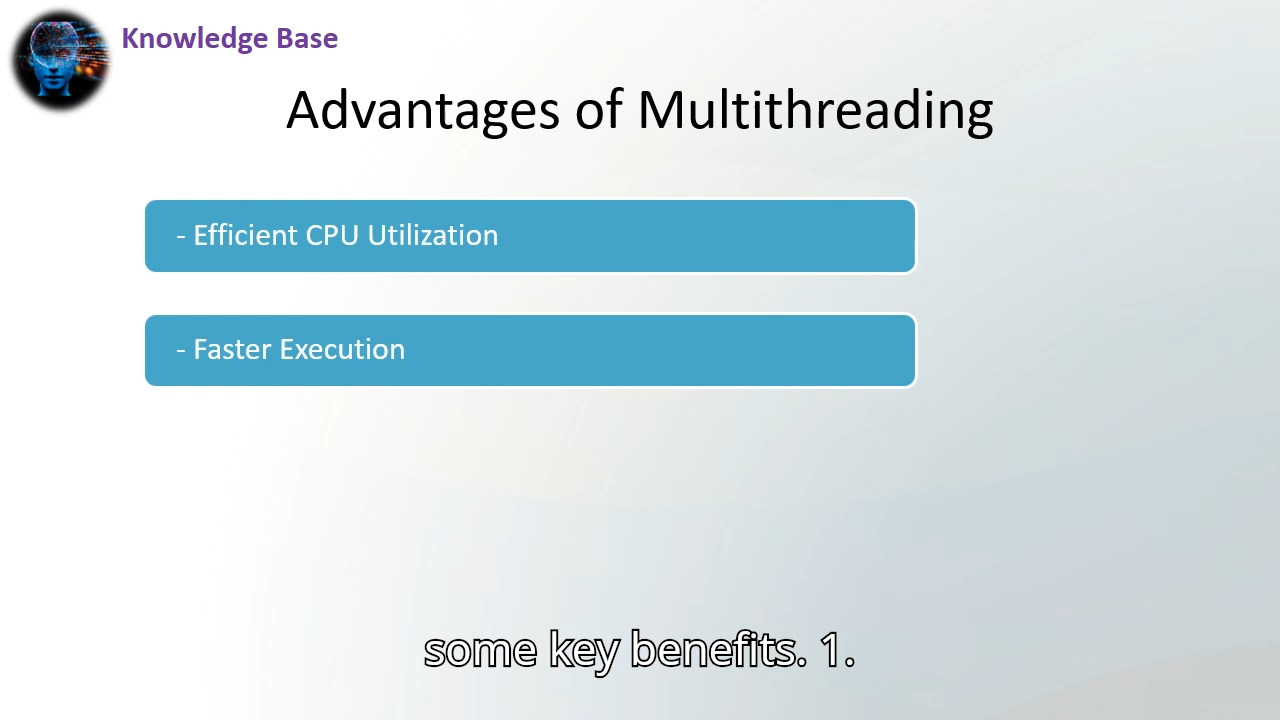 Knowledge Base
Advantages of Multithreading
- Efficient CPU Utilization
- Faster Execution
some key benefits. 1.